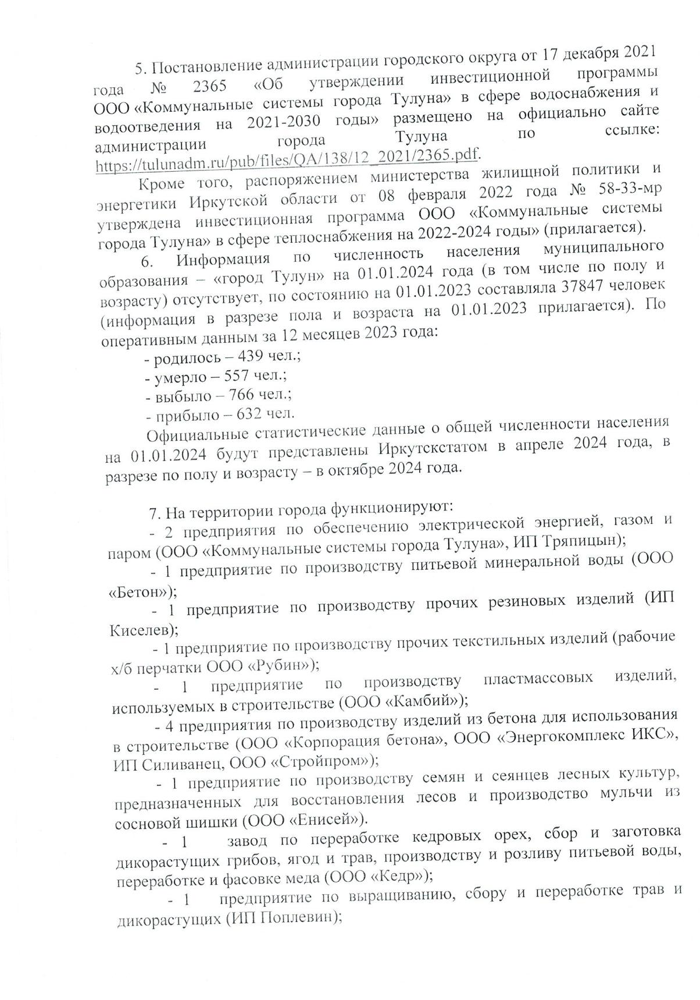 5. Постановление администрации городского округа от 17 декабря 2021
года № 2365 «Об утверждении инвестиционной программы
ООО «Коммунальные системы города Тулуна» в сфере водоснабжения и
водоотведения на 2021-2030 годы» размещено на официально сайте
администрации города Тулуна по ссылке:
https://tulunadm.ru/pub/files/QA/138/12_2021/2365.pdf.
Кроме того, распоряжением министерства жилищной политики и
энергетики Иркутской области от 08 февраля 2022 года № 58-33-мр
утверждена инвестиционная программа ООО «Коммунальные системы
города Тулуна» в сфере теплоснабжения на 2022-2024 годы» (прилагается).
6. Информация по численность населения муниципального
образования – «город Тулун» на 01.01.2024 года (в том числе по полу и
возрасту) отсутствует, по состоянию на 01.01.2023 составляла 37847 человек
(информация в разрезе пола и возраста на 01.01.2023 прилагается). По
оперативным данным за 12 месяцев 2023 года:
- родилось – 439 чел.;
- умерло – 557 чел.;
- выбыло – 766 чел.;
- прибыло – 632 чел.
Официальные статистические данные о общей численности населения
на 01.01.2024 будут представлены Иркутскстатом в апреле 2024 года, в
разрезе по полу и возрасту – в октябре 2024 года.
7. На территории города функционируют:
- 2 предприятия по обеспечению электрической энергией, газом и
паром (ООО «Коммунальные системы города Тулуна», ИП Тряпицын);
- 1 предприятие по производству питьевой минеральной воды (ООО
«Бетон»);
- 1 предприятие по производству прочих резиновых изделий (ИП
Киселев);
- 1 предприятие по производству прочих текстильных изделий (рабочие
х/б перчатки ООО «Рубин»);
- 1 предприятие по производству пластмассовых изделий,
используемых в строительстве (ООО «Камбий»);
- 4 предприятия по производству изделий из бетона для использования
в строительстве (ООО «Корпорация бетона», ООО «Энергокомплекс ИКС»,
ИП Силиванец, ООО «Стройпром»);
- 1 предприятие по производству семян и сеянцев лесных культур,
предназначенных для восстановления лесов и производство мульчи из
сосновой шишки (ООО «Енисей»).
- 1 завод по переработке кедровых орех, сбор и заготовка
дикорастущих грибов, ягод и трав, производству и розливу питьевой воды,
переработке и фасовке меда (ООО «Кедр»);
- 1 предприятие по выращиванию, сбору и переработке трав и
дикорастущих (ИП Поплевин);